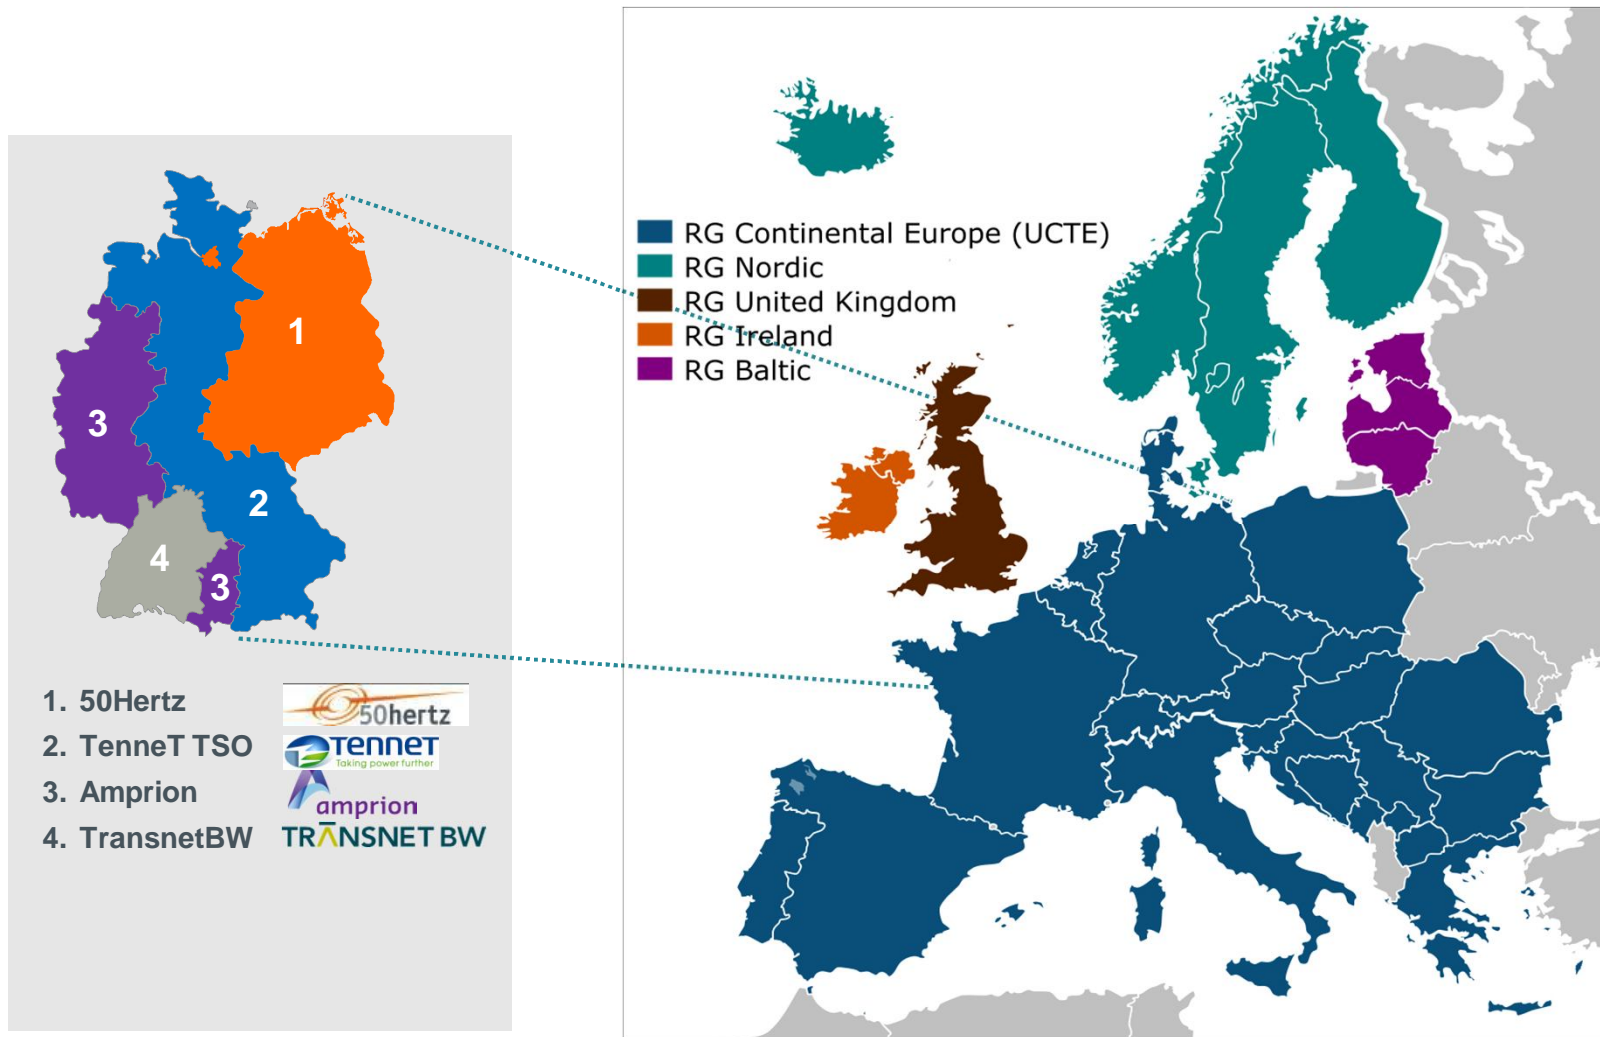 1
3
2
4
3
1. 50Hertz
2. TenneT TSO
3. Amprion
4. TransnetBW
50hertz
TENNET
Taking power further
amprion
TRANSNET BW
RG Continental Europe (UCTE)
RG Nordic
RG United Kingdom
RG Ireland
RG Baltic